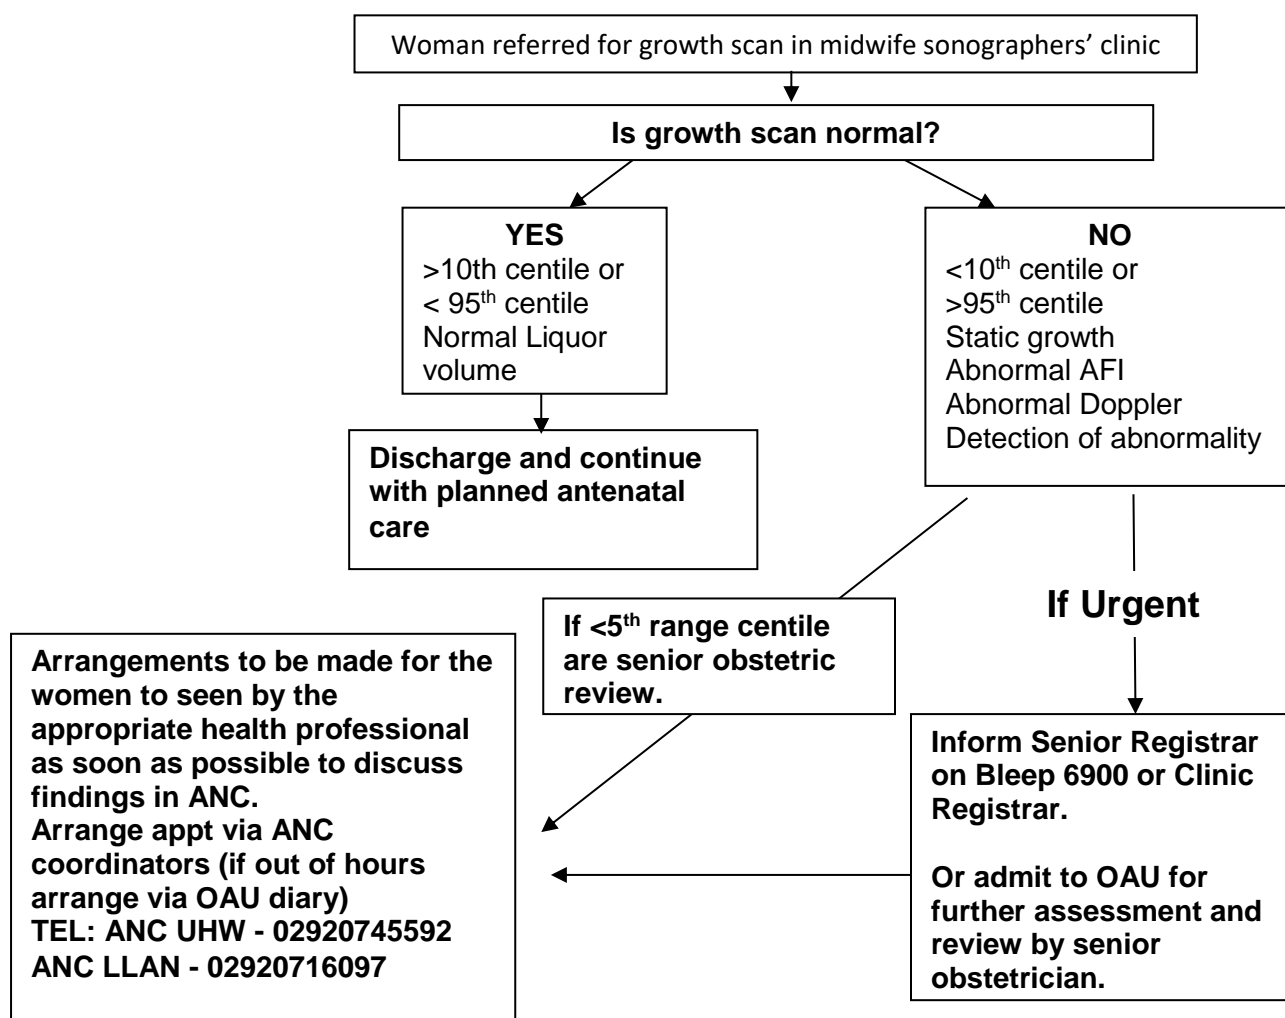 Woman referred for growth scan in midwife sonographers’ clinic
Is growth scan normal?
YES
>10th centile or
< 95th centile
Normal Liquor
volume
NO
<10th centile or
>95th centile
Static growth
Abnormal AFI
Abnormal Doppler
Detection of abnormality
Discharge and continue
with planned antenatal
care
If Urgent
If <5th range centile
are senior obstetric
review.
Arrangements to be made for the
women to seen by the
appropriate health professional
as soon as possible to discuss
findings in ANC.
Arrange appt via ANC
coordinators (if out of hours
arrange via OAU diary)
TEL: ANC UHW - 02920745592
ANC LLAN - 02920716097
Inform Senior Registrar
on Bleep 6900 or Clinic
Registrar.
Or admit to OAU for
further assessment and
review by senior
obstetrician.